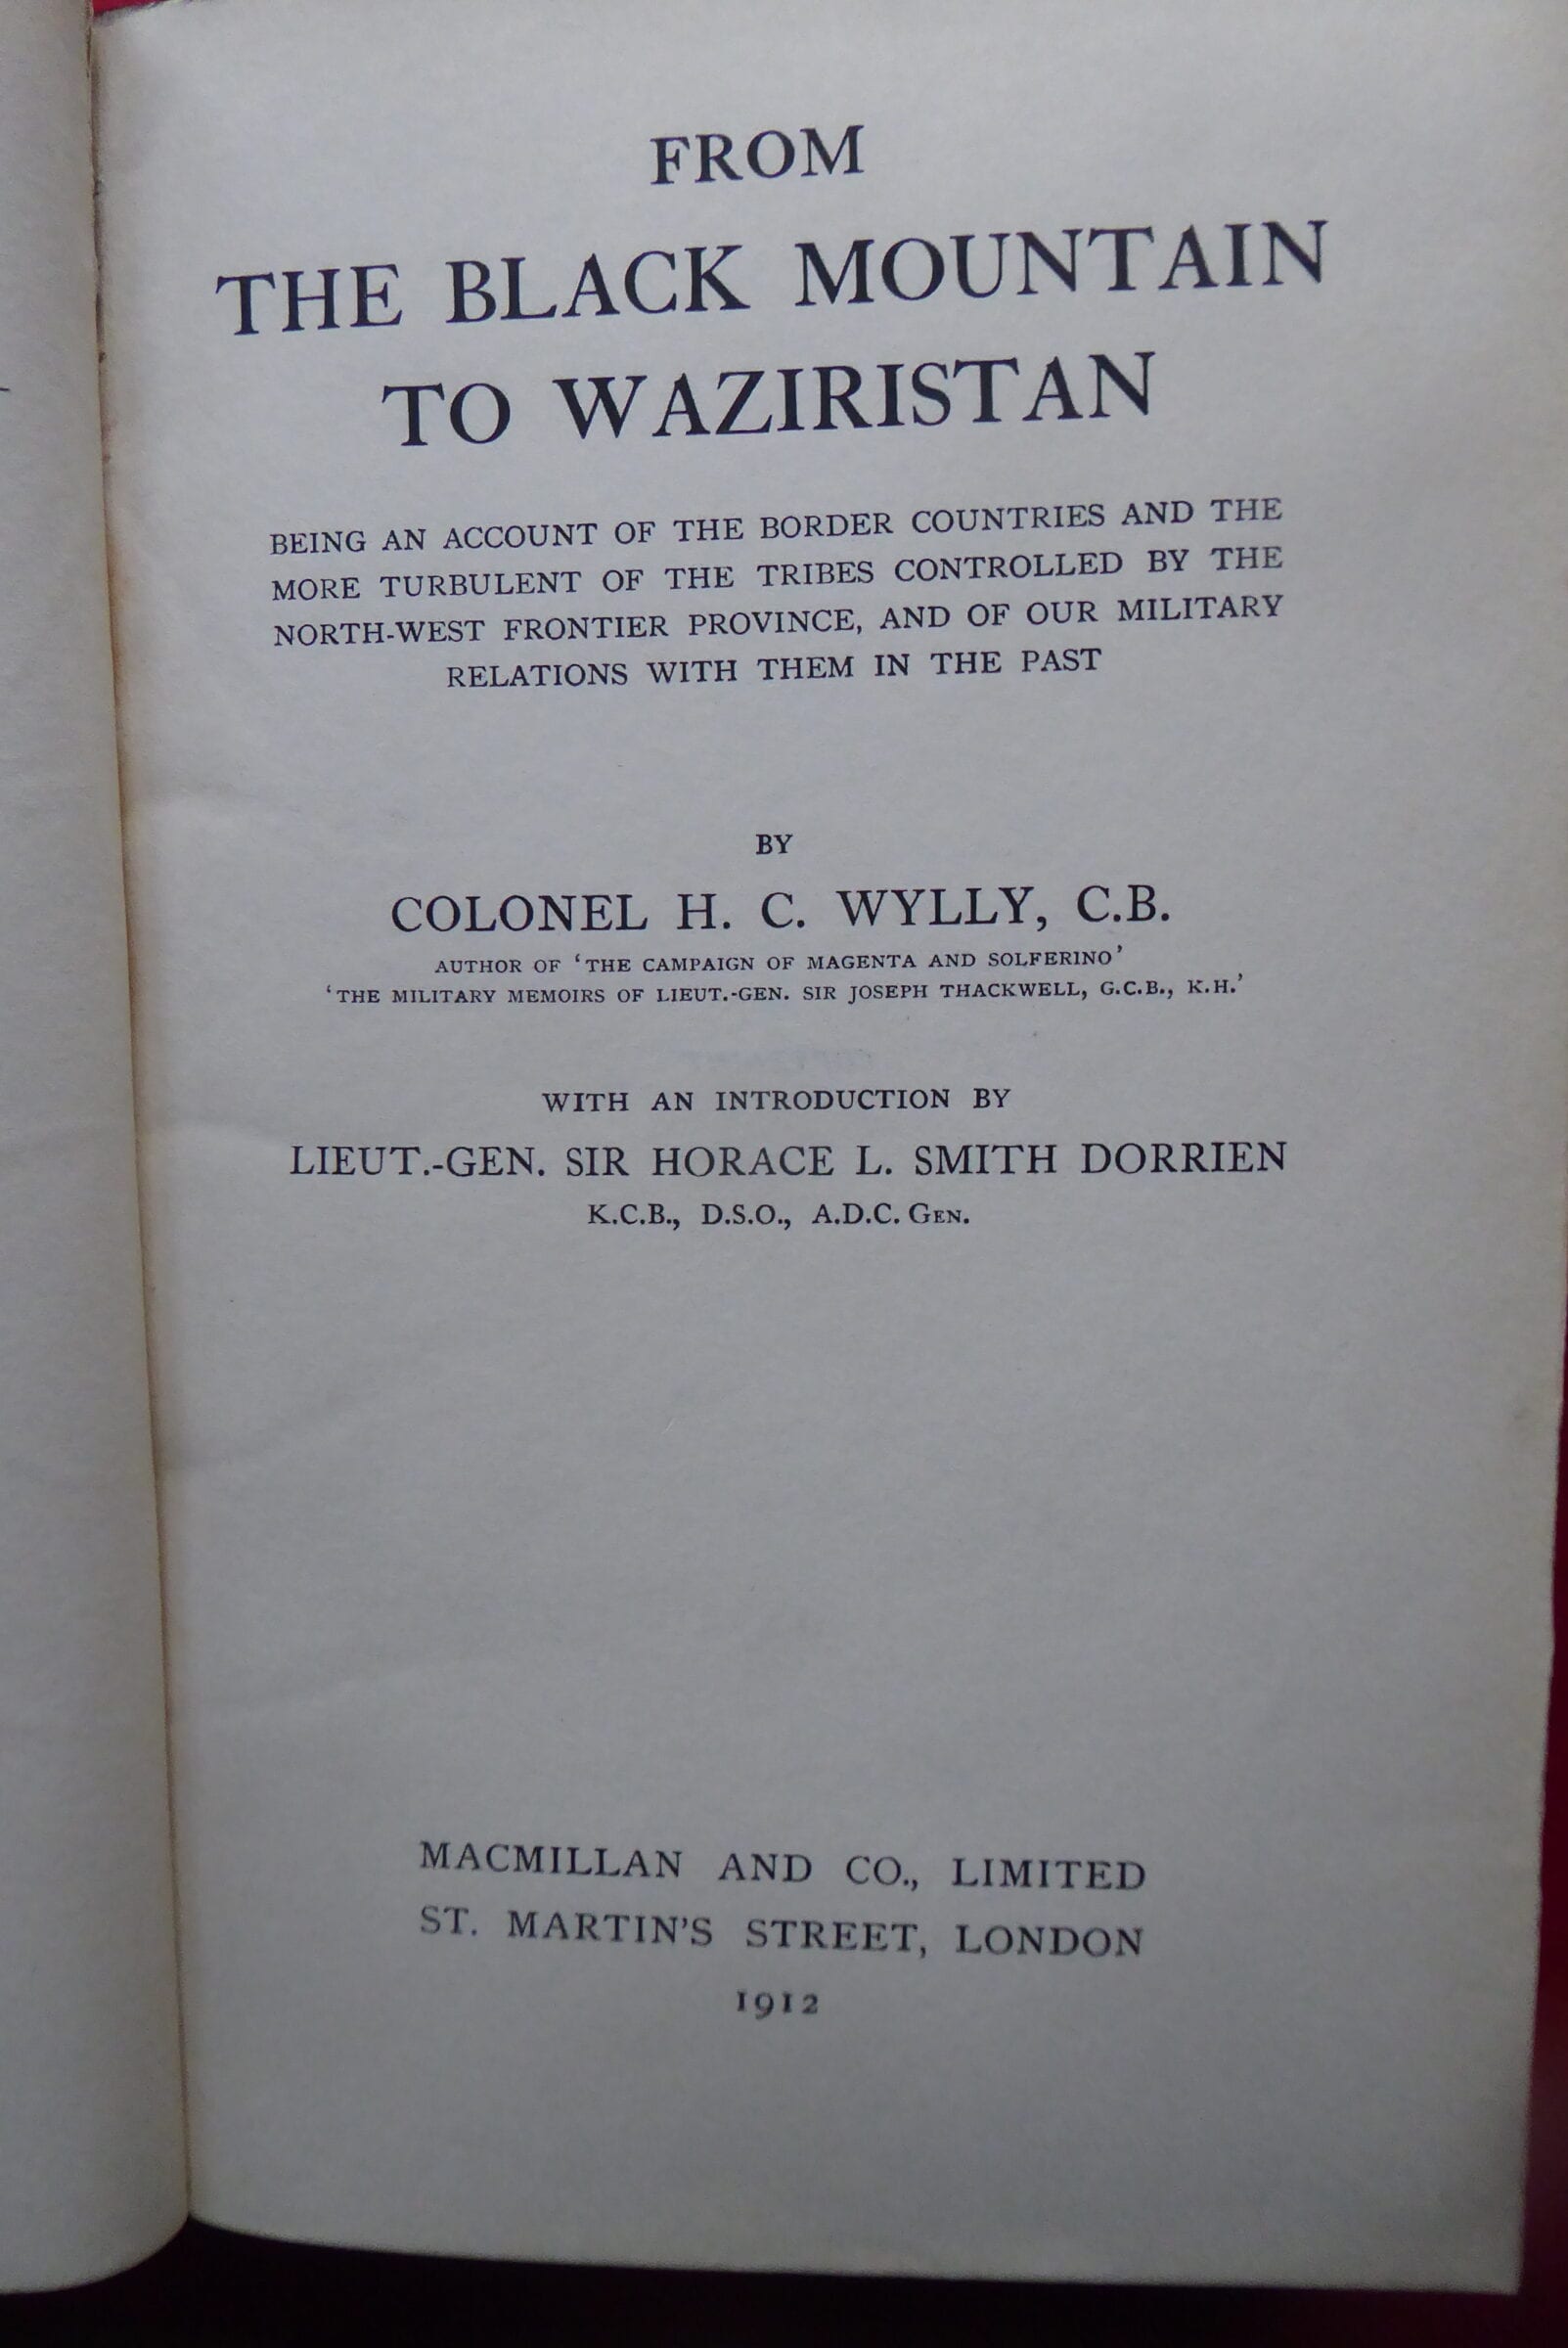 FROM
THE BLACK MOUNTAIN
TO WAZIRISTAN
BEING AN ACCOUNT OF THE BORDER COUNTRIES AND THE
MORE TURBULENT OF THE TRIBES CONTROLLED BY THE
NORTH-WEST FRONTIER PROVINCE, AND OF OUR MILITARY
RELATIONS WITH THEM IN THE PAST
BY
COLONEL H. C. WYLLY, C.B.
AUTHOR OF ‘THE CAMPAIGN OF MAGENTA AND SOLFERINO’
‘THE MILITARY MEMOIRS OF LIEUT.-GEN. SIR JOSEPH THACKWELL, G.C.B., K.H.’
WITH AN INTRODUCTION BY
LIEUT.-GEN. SIR HORACE L. SMITH DORRIEN
K.C.B., D.S.O., A.D.C. GEN.
MACMILLAN AND CO., LIMITED
ST. MARTIN'S STREET, LONDON
1912